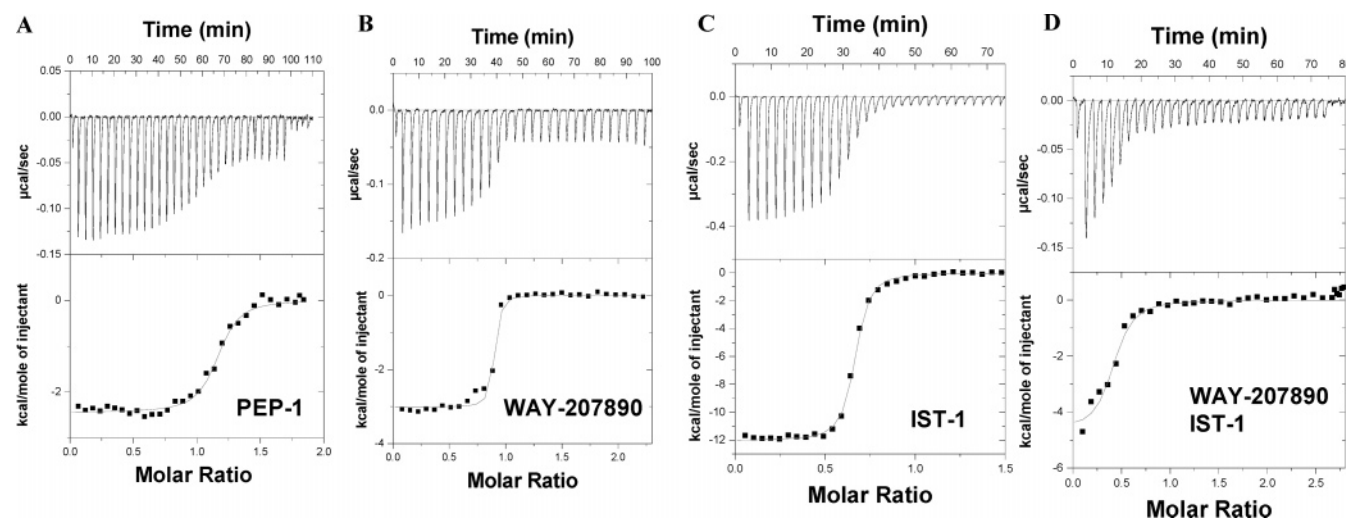 A
Time (min)
0 10 20 30 40 50 60 70 80 90 100 110
0.05
0.00
-0.05
-0.10
-0.15
µcal/sec
0
-2
kcal/mole of injectant
PEP-1
0.0 0.5 1.0 1.5 2.0
Molar Ratio
B
Time (min)
0 10 20 30 40 50 60 70 80 90 100
0.0
-0.1
-0.2
µcal/sec
0
-2
-4
kcal/mole of injectant
WAY-207890
0.0 0.5 1.0 1.5 2.0
Molar Ratio
C
Time (min)
0 10 20 30 40 50 60 70
0.0
-0.2
-0.4
µcal/sec
0
-2
-4
-6
-8
-10
-12
kcal/mole of injectant
IST-1
0.0 0.5 1.0 1.5
Molar Ratio
D
Time (min)
0 10 20 30 40 50 60 70 80
0.00
-0.05
-0.10
-0.15
µcal/sec
0
-2
-4
-6
kcal/mole of injectant
WAY-207890
IST-1
0.0 0.5 1.0 1.5 2.0 2.5
Molar Ratio